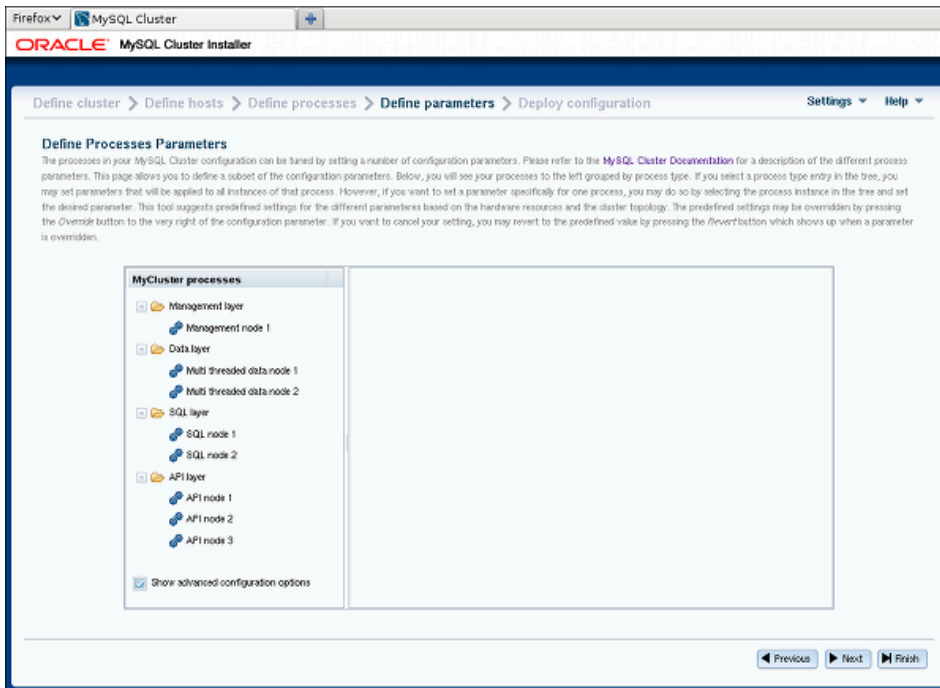 Firefox MySQL Cluster
ORACLE MySQL Cluster Installer
Define cluster > Define hosts > Define processes > Define parameters > Deploy configuration Settings Help
Define Processes Parameters
The processes in your MySQL Cluster configuration can be tuned by setting a number of configuration parameters. Please refer to the MySQL Cluster Documentation for a description of the different process
parameters. This page allows you to define a subset of the configuration parameters. Below, you will see your processes to the left grouped by process type. If you select a process type entry in the tree, you
may set parameters that will be applied to all instances of that process. However, if you want to set a parameter specifically for one process, you may do so by selecting the process instance in the tree and set
the desired parameter. This tool suggests predefined settings for the different parameteres based on the hardware resources and the cluster topology. The predefined settings may be overridden by pressing
the Override button to the very right of the configuration parameter. If you want to cancel your setting, you may revert to the predefined value by pressing the Revert button which shows up when a parameter
is overridden.
MyCluster processes
Management layer
Management node 1
Data layer
Multi threaded data node 1
Multi threaded data node 2
SQL layer
SQL node 1
SQL node 2
API layer
API node 1
API node 2
API node 3
Show advanced configuration options
Previous Next Finish